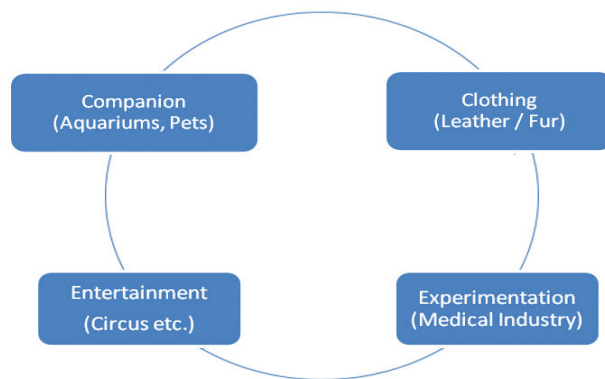 Companion
(Aquariums, Pets)
Clothing
(Leather / Fur)
Entertainment
(Circus etc.)
Experimentation
(Medical Industry)